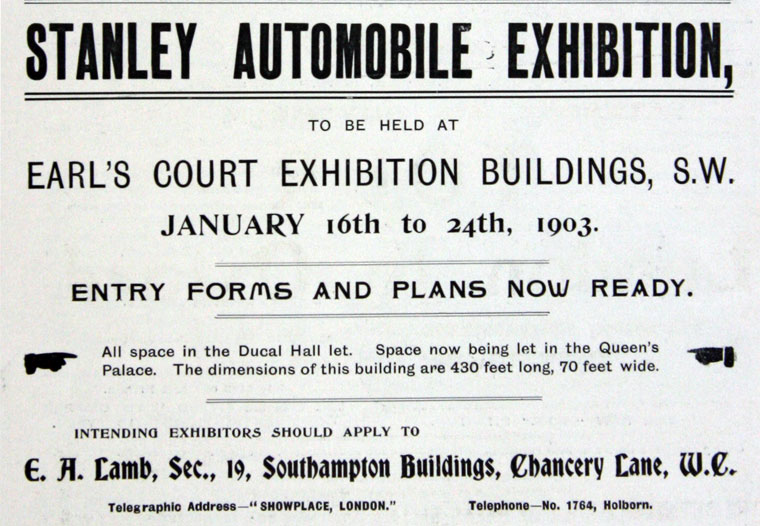 STANLEY AUTOMOBILE EXHIBITION,
TO BE HELD AT
EARL'S COURT EXHIBITION BUILDINGS, S.W.
JANUARY 16th to 24th, 1903.
ENTRY FORMS AND PLANS NOW READY.
All space in the Ducal Hall let. Space now being let in the Queen's
Palace. The dimensions of this building are 430 feet long, 70 feet wide.
INTENDING EXHIBITORS SHOULD APPLY TO
E. A. Lamb, Sec., 19, Southampton Buildings, Chancery Lane, W.C.
Telegraphic Address—"SHOWPLACE, LONDON." Telephone—No. 1764, Holborn.